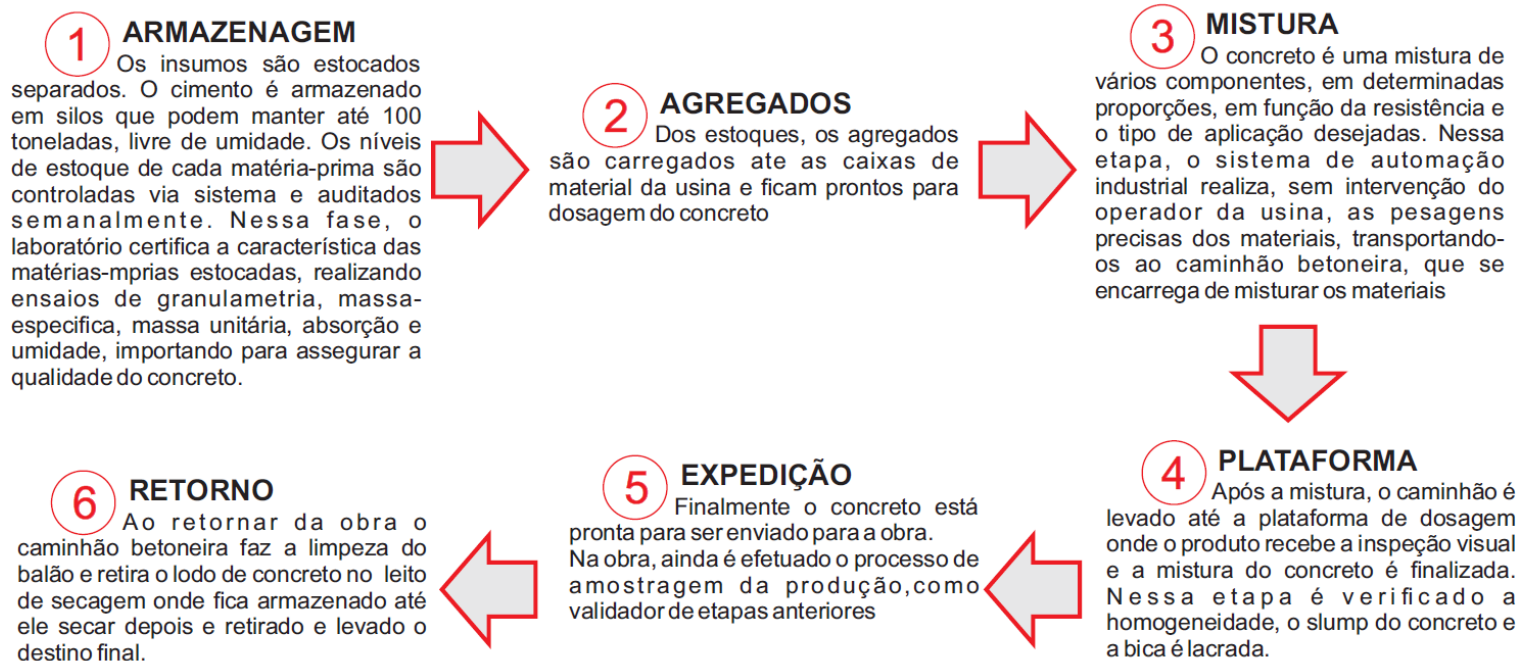 1 ARMAZENAGEM
Os insumos são estocados
separados. O cimento é armazenado
em silos que podem manter até 100
toneladas, livre de umidade. Os níveis
de estoque de cada matéria-prima são
controladas via sistema e auditados
semanalmente. Nessa fase, o
laboratório certifica a característica das
matérias-mprias estocadas, realizando
ensaios de granulametria, massa-
especifica, massa unitária, absorção e
umidade, importando para assegurar a
qualidade do concreto.
2 AGREGADOS
Dos estoques, os agregados
são carregados ate as caixas de
material da usina e ficam prontos para
dosagem do concreto
3 MISTURA
O concreto é uma mistura de
vários componentes, em determinadas
proporções, em função da resistência e
o tipo de aplicação desejadas. Nessa
etapa, o sistema de automação
industrial realiza, sem intervenção do
operador da usina, as pesagens
precisas dos materiais, transportando-
os ao caminhão betoneira, que se
encarrega de misturar os materiais
4 PLATAFORMA
Após a mistura, o caminhão é
levado até a plataforma de dosagem
onde o produto recebe a inspeção visual
e a mistura do concreto é finalizada.
Nessa etapa é verificado a
homogeneidade, o slump do concreto e
a bica é lacrada.
5 EXPEDIÇÃO
Finalmente o concreto está
pronta para ser enviado para a obra.
Na obra, ainda é efetuado o processo de
amostragem da produção,como
validador de etapas anteriores
6 RETORNO
Ao retornar da obra o
caminhão betoneira faz a limpeza do
balão e retira o lodo de concreto no leito
de secagem onde fica armazenado até
ele secar depois e retirado e levado o
destino final.